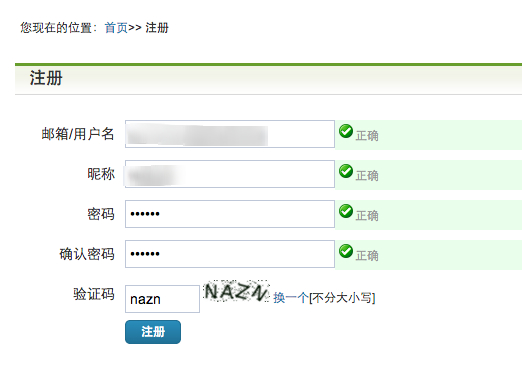 您现在的位置：首页>> 注册
注册
邮箱/用户名 正确
昵称 正确
密码 •••••• 正确
确认密码 •••••• 正确
验证码 nazn NAZN 换一个[不分大小写]
注册